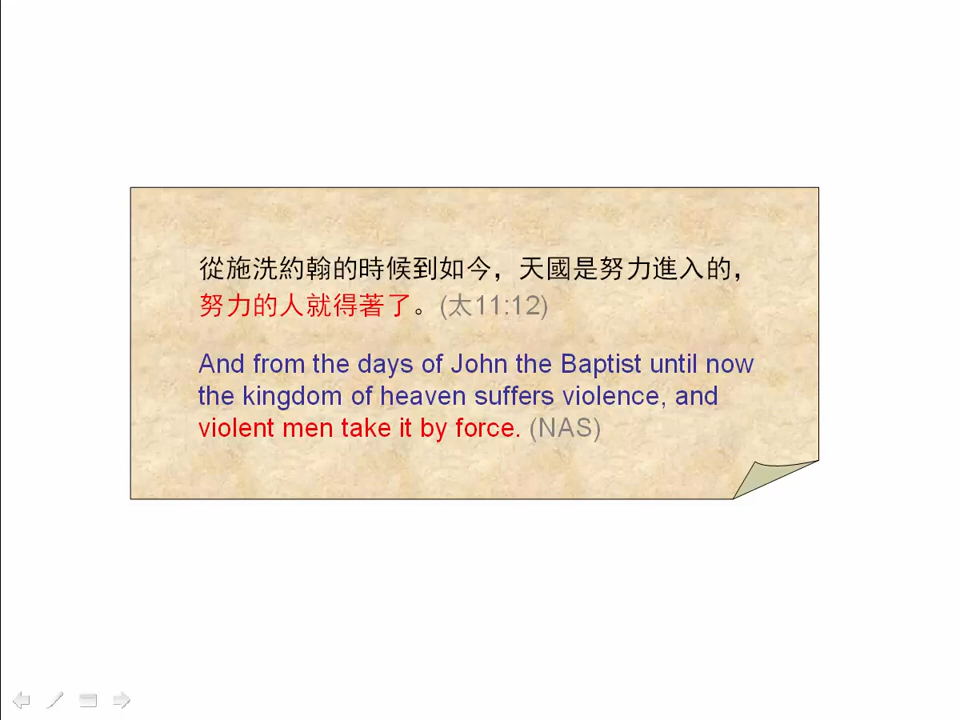 從施洗約翰的時候到如今，天國是努力進入的，
努力的人就得著了。(太11:12)
And from the days of John the Baptist until now
the kingdom of heaven suffers violence, and
violent men take it by force. (NAS)